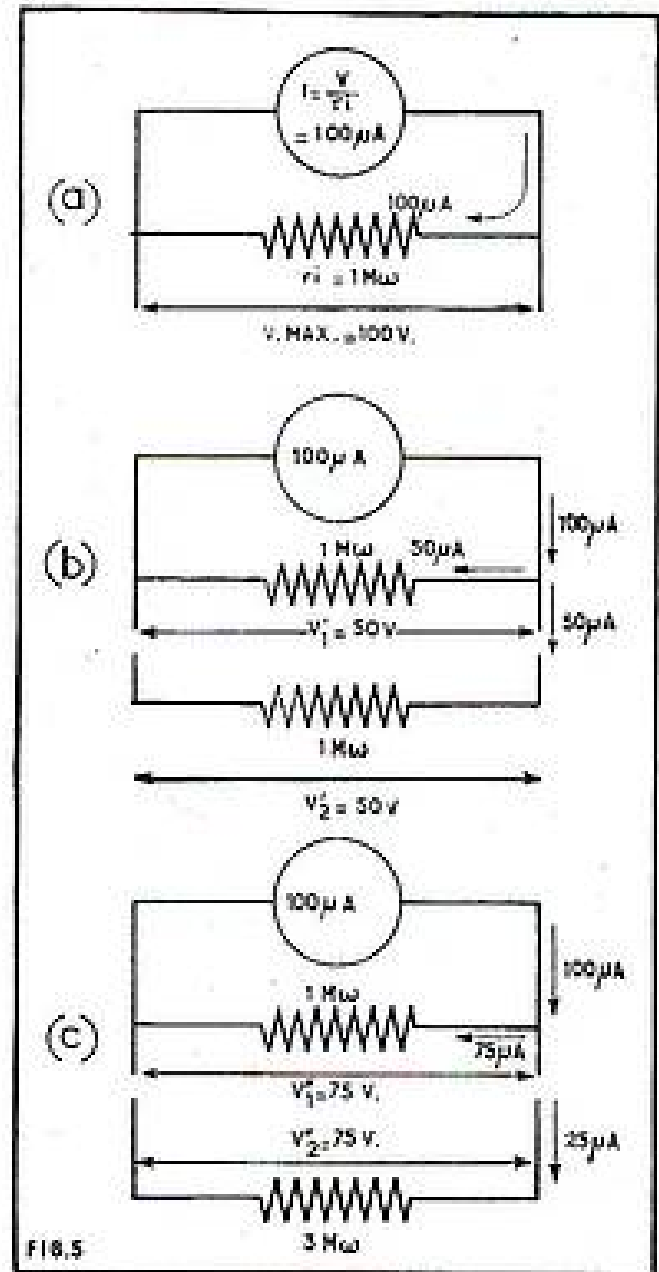 (a)
I = V
ri
= 100μA
100μA
ri = 1Mω
V. MAX. = 100V.
(b)
100μA
1Mω
50μA
100μA
V'1 = 50V
50μA
1Mω
V'2 = 50V
(c)
100μA
1Mω
100μA
75μA
V"1 = 75V.
V"2 = 75V.
25μA
3Mω
FIG.5